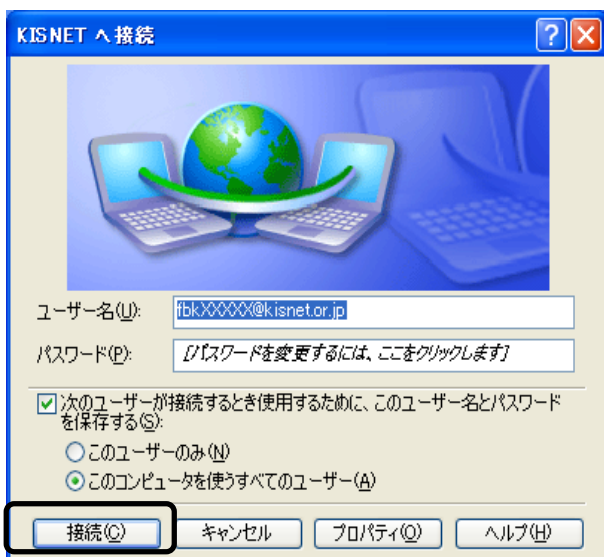 KISNET へ接続
ユーザー名(U):
fbkXXXXX@kisnet.or.jp
パスワード(P):
[パスワードを変更するには、ここをクリックします]
次のユーザーが接続するとき使用するために、このユーザー名とパスワード
を保存する(S):
このユーザーのみ(N)
このコンピュータを使うすべてのユーザー(A)
接続(C)
キャンセル
プロパティ(O)
ヘルプ(H)